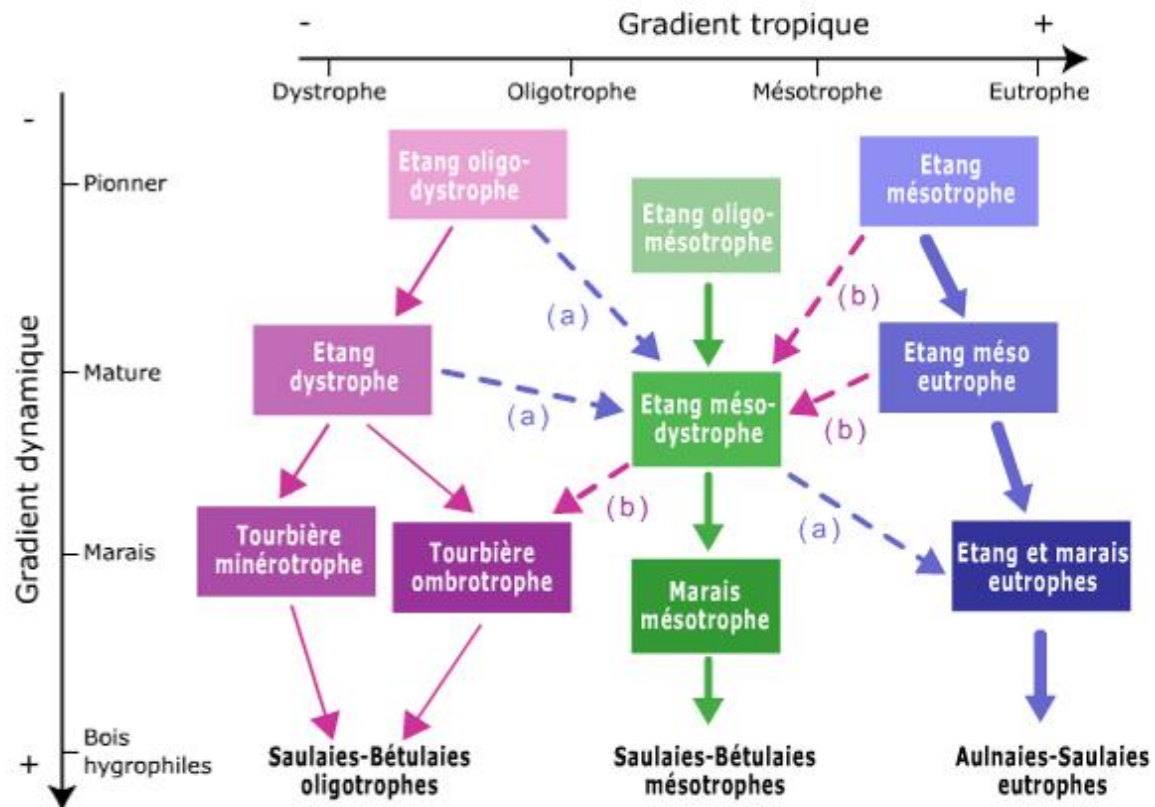 - Gradient tropique +
Dystrophe Oligotrophe Mésotrophe Eutrophe
Gradient dynamique
-
Pionner
Mature
Marais
Bois
hygrophiles
+
Etang oligo-
dystrophe
Etang oligo-
mésotrophe
Etang
mésotrophe
(a)
(b)
Etang
dystrophe
Etang méso-
dystrophe
Etang méso
eutrophe
(a)
(b)
(b)
(a)
Tourbière
minérotrophe
Tourbière
ombrotrophe
Marais
mésotrophe
Etang et marais
eutrophes
Saulaies-Bétulaies
oligotrophes
Saulaies-Bétulaies
mésotrophes
Aulnaies-Saulaies
eutrophes